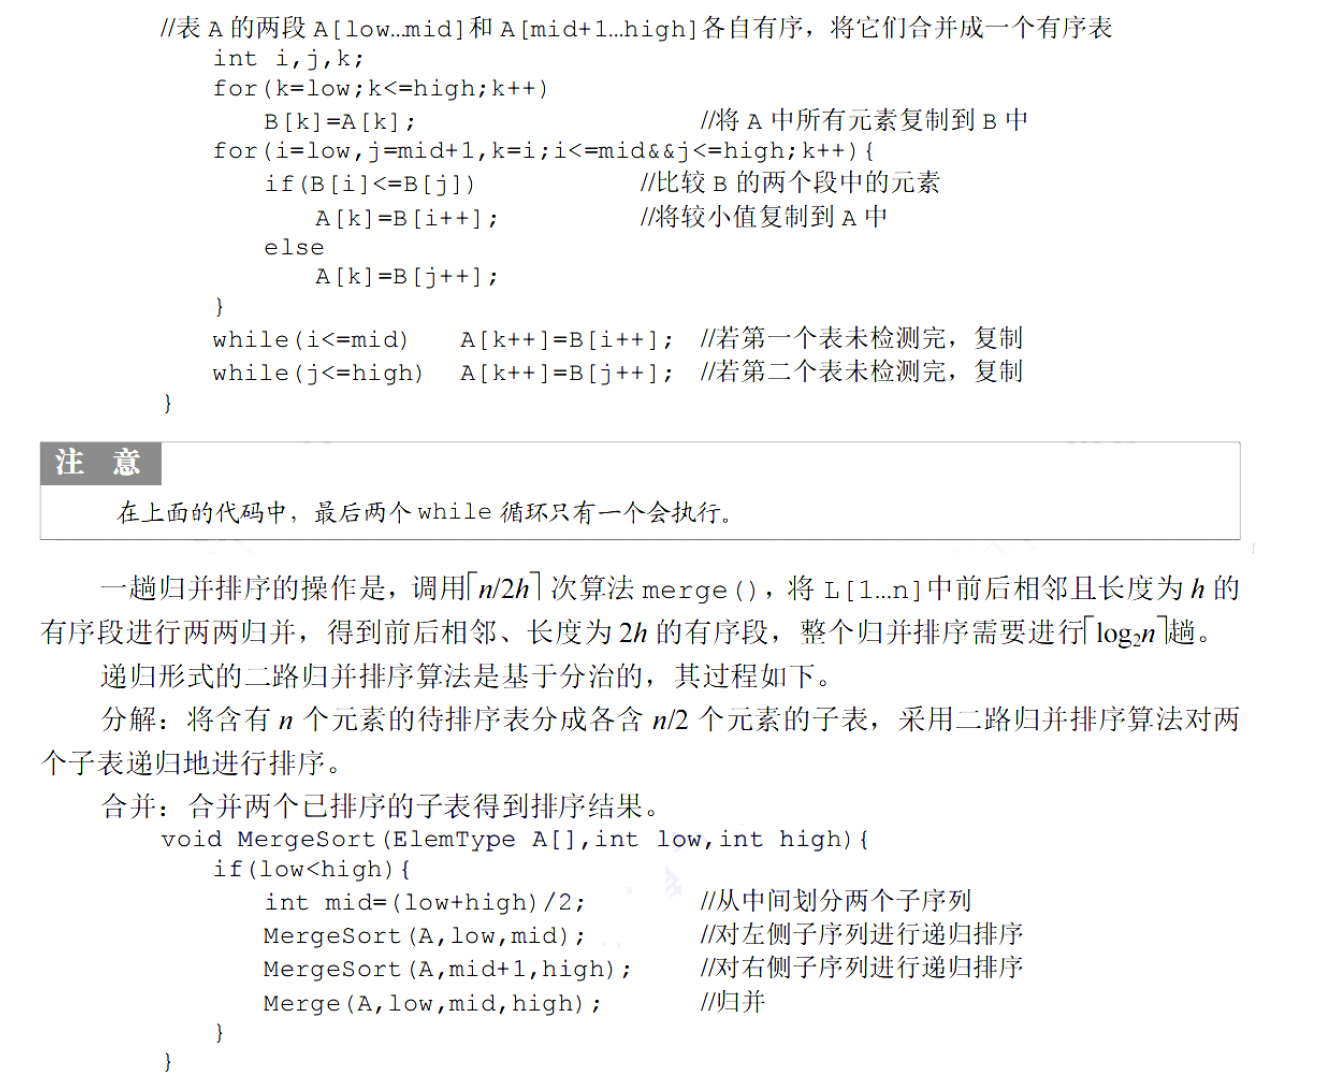 //表 A 的两段 A[low…mid]和 A[mid+1…high]各自有序，将它们合并成一个有序表
int i,j,k;
for(k=low;k<=high;k++)
B[k]=A[k]; //将 A 中所有元素复制到 B 中
for(i=low,j=mid+1,k=i;i<=mid&&j<=high;k++){
if(B[i]<=B[j]) //比较 B 的两个段中的元素
A[k]=B[i++]; //将较小值复制到 A 中
else
A[k]=B[j++];
}
while(i<=mid) A[k++]=B[i++]; //若第一个表未检测完，复制
while(j<=high) A[k++]=B[j++]; //若第二个表未检测完，复制
}
注 意
在上面的代码中，最后两个 while 循环只有一个会执行。
一趟归并排序的操作是，调用⌈n/2h⌉次算法 merge()，将 L[1…n]中前后相邻且长度为 h 的
有序段进行两两归并，得到前后相邻、长度为 2h 的有序段，整个归并排序需要进行⌈log₂n⌉趟。
递归形式的二路归并排序算法是基于分治的，其过程如下。
分解：将含有 n 个元素的待排序表分成各含 n/2 个元素的子表，采用二路归并排序算法对两
个子表递归地进行排序。
合并：合并两个已排序的子表得到排序结果。
void MergeSort(ElemType A[],int low,int high){
if(low<high){
int mid=(low+high)/2; //从中间划分两个子序列
MergeSort(A,low,mid); //对左侧子序列进行递归排序
MergeSort(A,mid+1,high); //对右侧子序列进行递归排序
Merge(A,low,mid,high); //归并
}
}